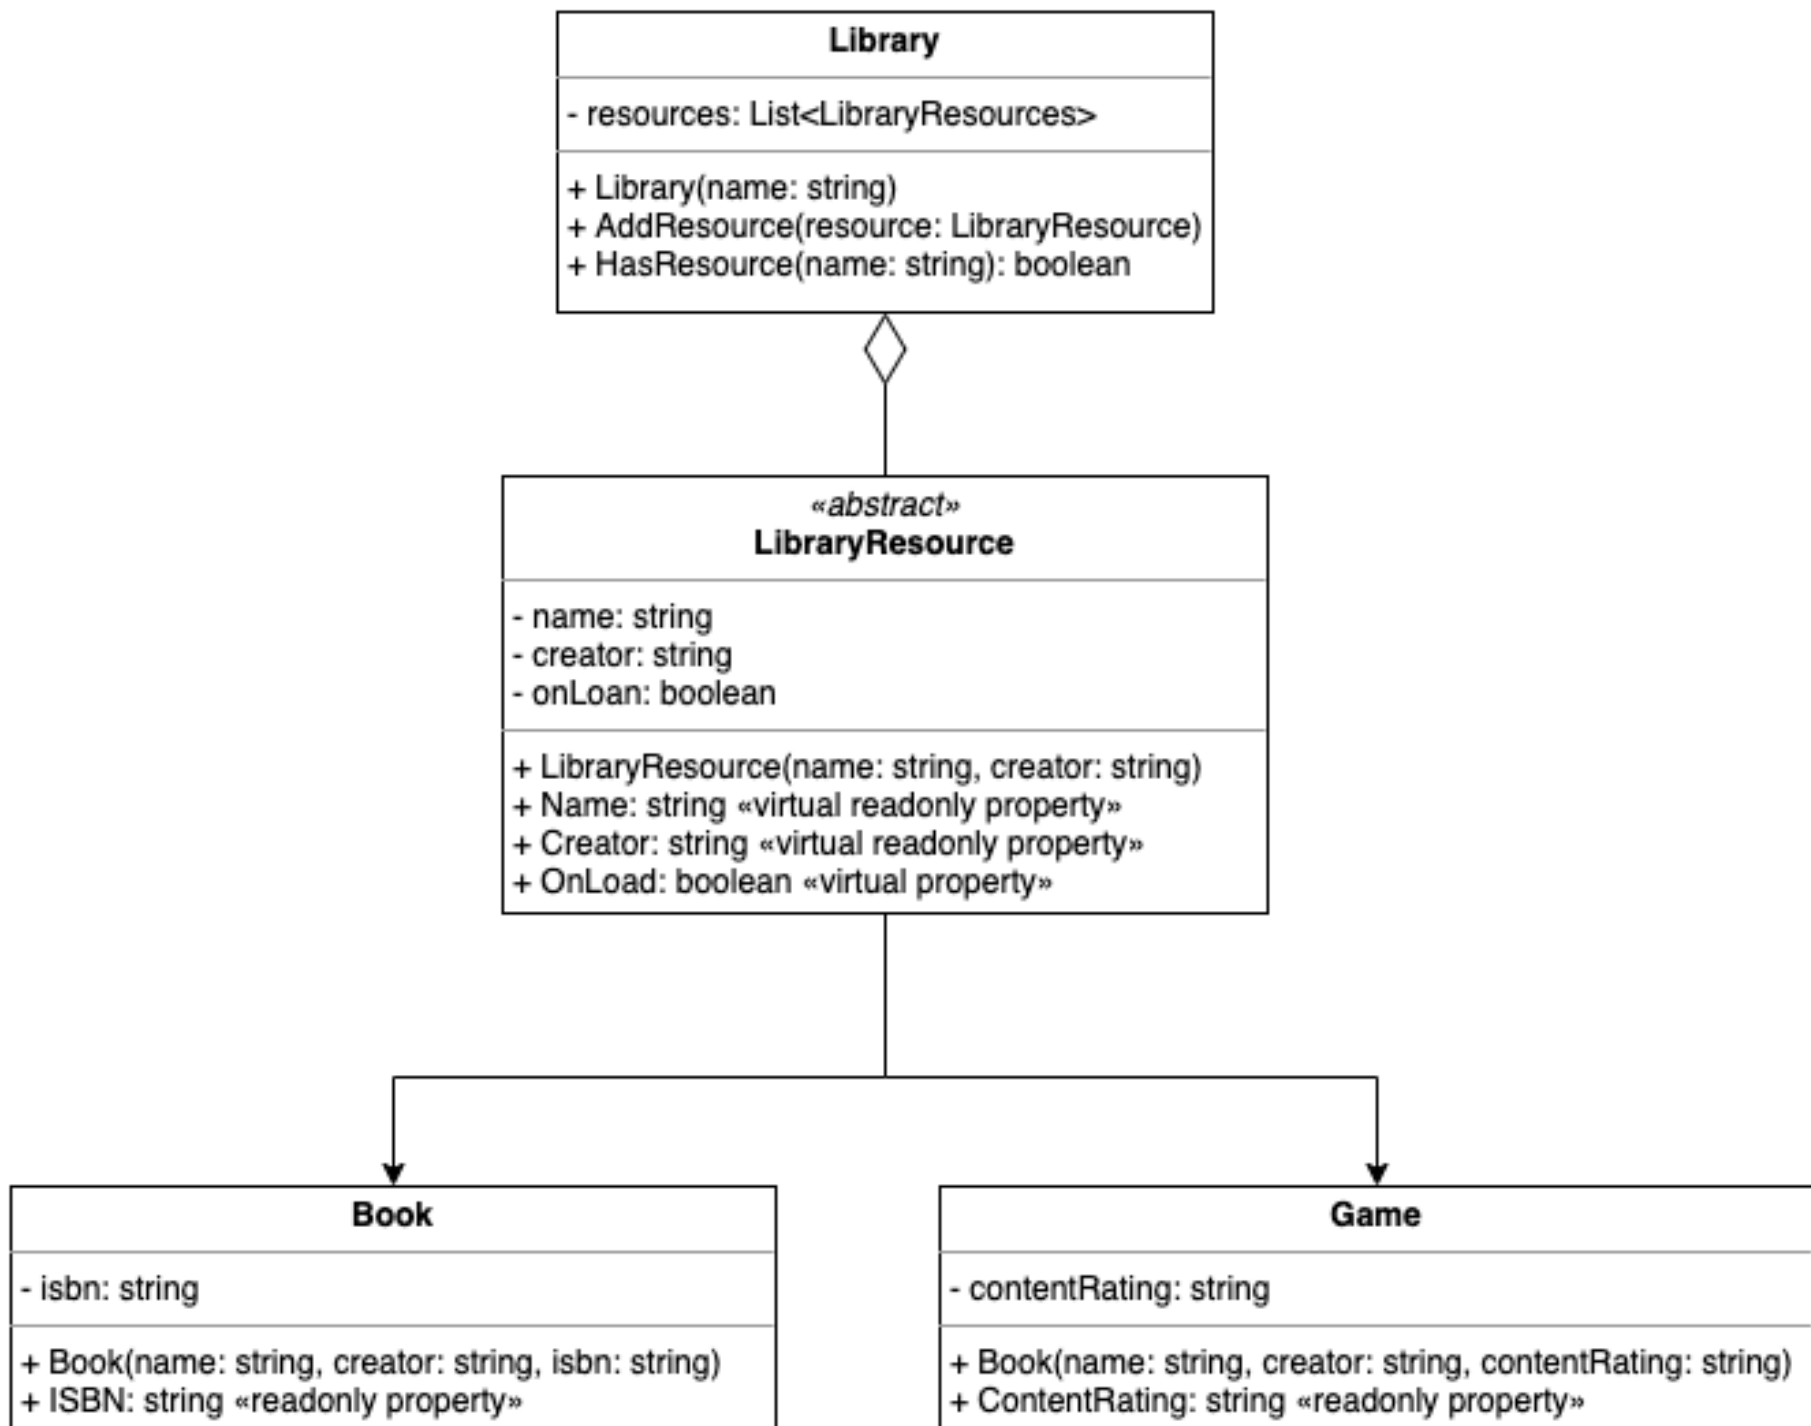 Library
- resources: List<LibraryResources>
+ Library(name: string)
+ AddResource(resource: LibraryResource)
+ HasResource(name: string): boolean
«abstract»
LibraryResource
- name: string
- creator: string
- onLoan: boolean
+ LibraryResource(name: string, creator: string)
+ Name: string «virtual readonly property»
+ Creator: string «virtual readonly property»
+ OnLoad: boolean «virtual property»
Book
- isbn: string
+ Book(name: string, creator: string, isbn: string)
+ ISBN: string «readonly property»
Game
- contentRating: string
+ Book(name: string, creator: string, contentRating: string)
+ ContentRating: string «readonly property»